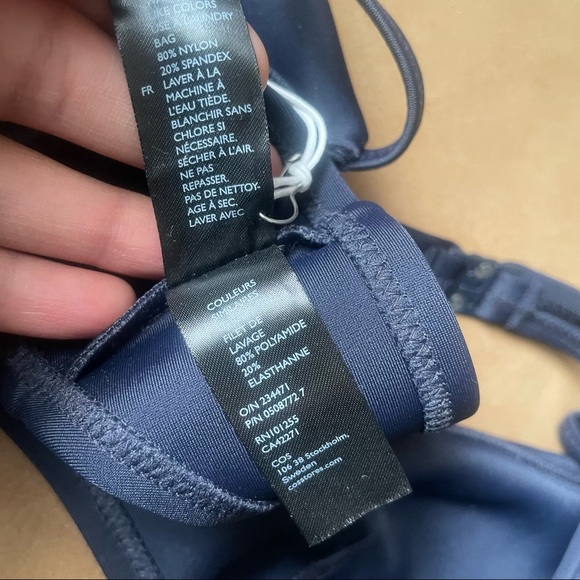 LIKE COLORS
LAUNDRY
BAG
80% NYLON
20% SPANDEX
FR LAVER À LA
MACHINE À
L'EAU TIÈDE.
BLANCHIR SANS
CHLORE SI
NÉCESSAIRE.
SÉCHER À L'AIR.
NE PAS
REPASSER.
PAS DE NETTOY-
AGE À SEC.
LAVER AVEC
COULEURS
SIMILAIRES
FILET DE
LAVAGE
80% POLYAMIDE
20%
ELASTHANNE
O/N 234471
P/N 0508772 7
RN101255
CA42271
COS
106 38 Stockholm,
Sweden
cosstores.com